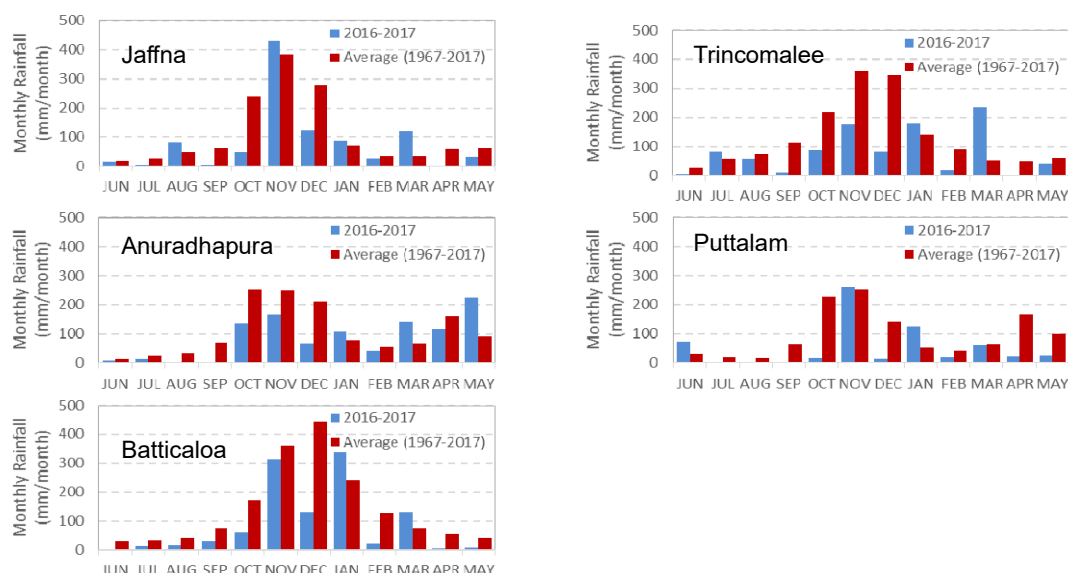 Jaffna
Monthly Rainfall
(mm/month)
500
400
300
200
100
0
2016-2017
Average (1967-2017)
JUN JUL AUG SEP OCT NOV DEC JAN FEB MAR APR MAY
Trincomalee
Monthly Rainfall
(mm/month)
500
400
300
200
100
0
2016-2017
Average (1967-2017)
JUN JUL AUG SEP OCT NOV DEC JAN FEB MAR APR MAY
Anuradhapura
Monthly Rainfall
(mm/month)
500
400
300
200
100
0
2016-2017
Average (1967-2017)
JUN JUL AUG SEP OCT NOV DEC JAN FEB MAR APR MAY
Puttalam
Monthly Rainfall
(mm/month)
500
400
300
200
100
0
2016-2017
Average (1967-2017)
JUN JUL AUG SEP OCT NOV DEC JAN FEB MAR APR MAY
Batticaloa
Monthly Rainfall
(mm/month)
500
400
300
200
100
0
2016-2017
Average (1967-2017)
JUN JUL AUG SEP OCT NOV DEC JAN FEB MAR APR MAY